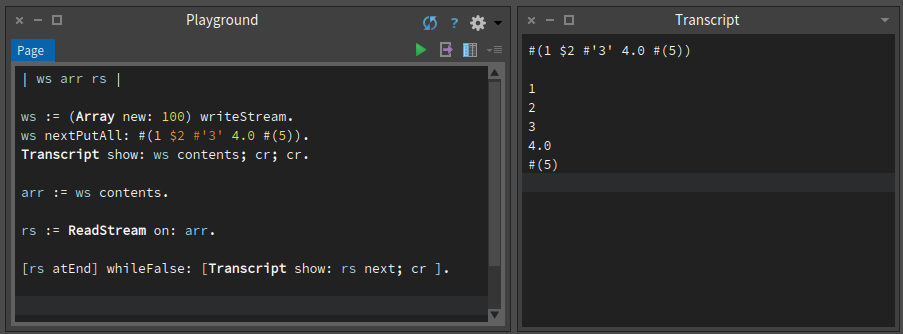 Playground
?
Page
| ws arr rs |
ws := (Array new: 100) writeStream.
ws nextPutAll: #(1 $2 #'3' 4.0 #(5)).
Transcript show: ws contents; cr; cr.
arr := ws contents.
rs := ReadStream on: arr.
[rs atEnd] whileFalse: [Transcript show: rs next; cr ].
Transcript
#(1 $2 #'3' 4.0 #(5))
1
2
3
4.0
#(5)